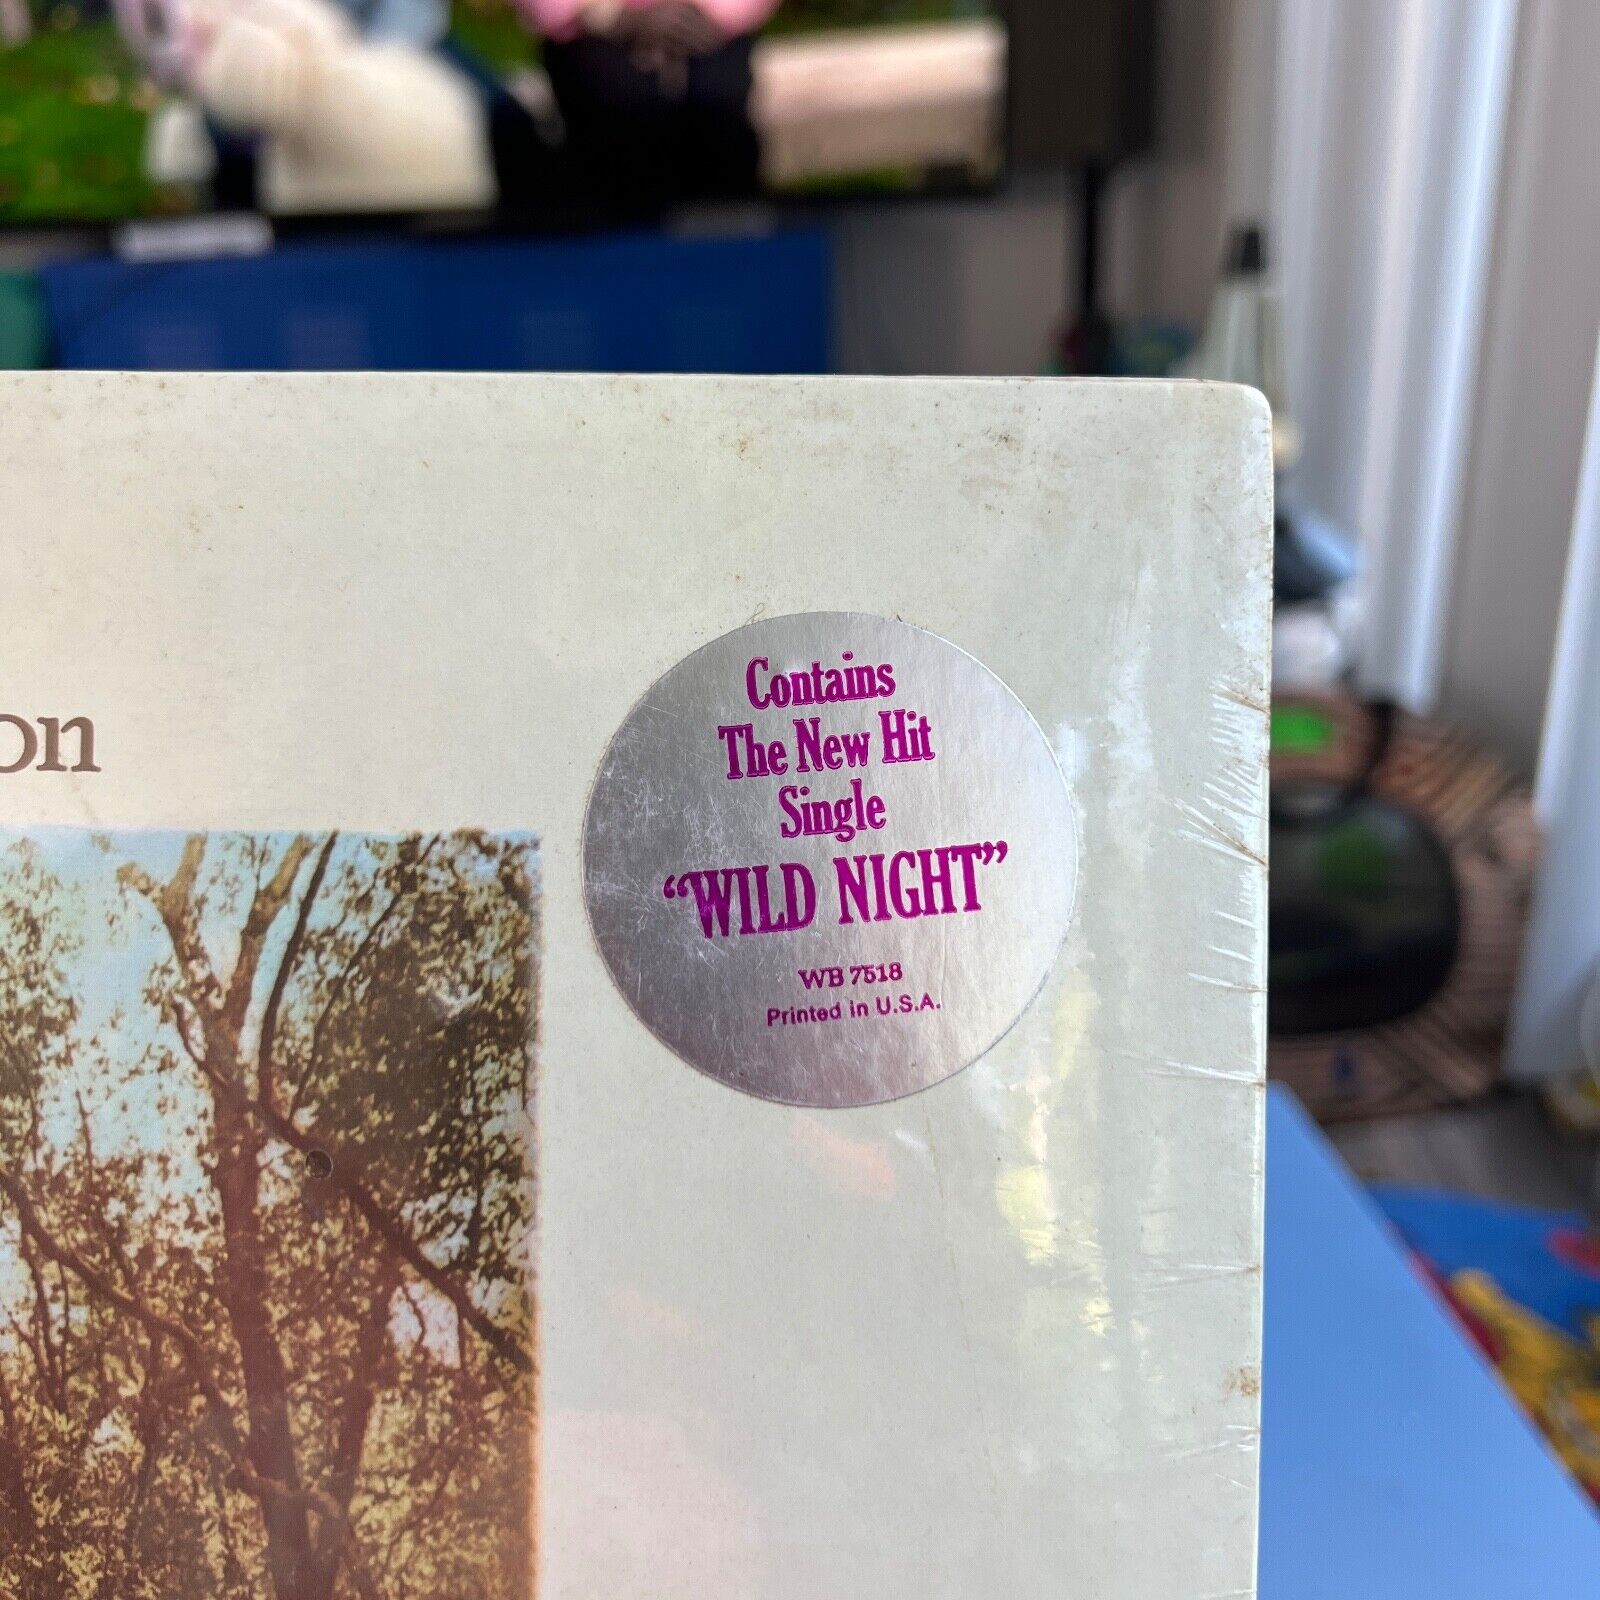 on
Contains
The New Hit
Single
“WILD NIGHT”
WB 7518
Printed in U.S.A.